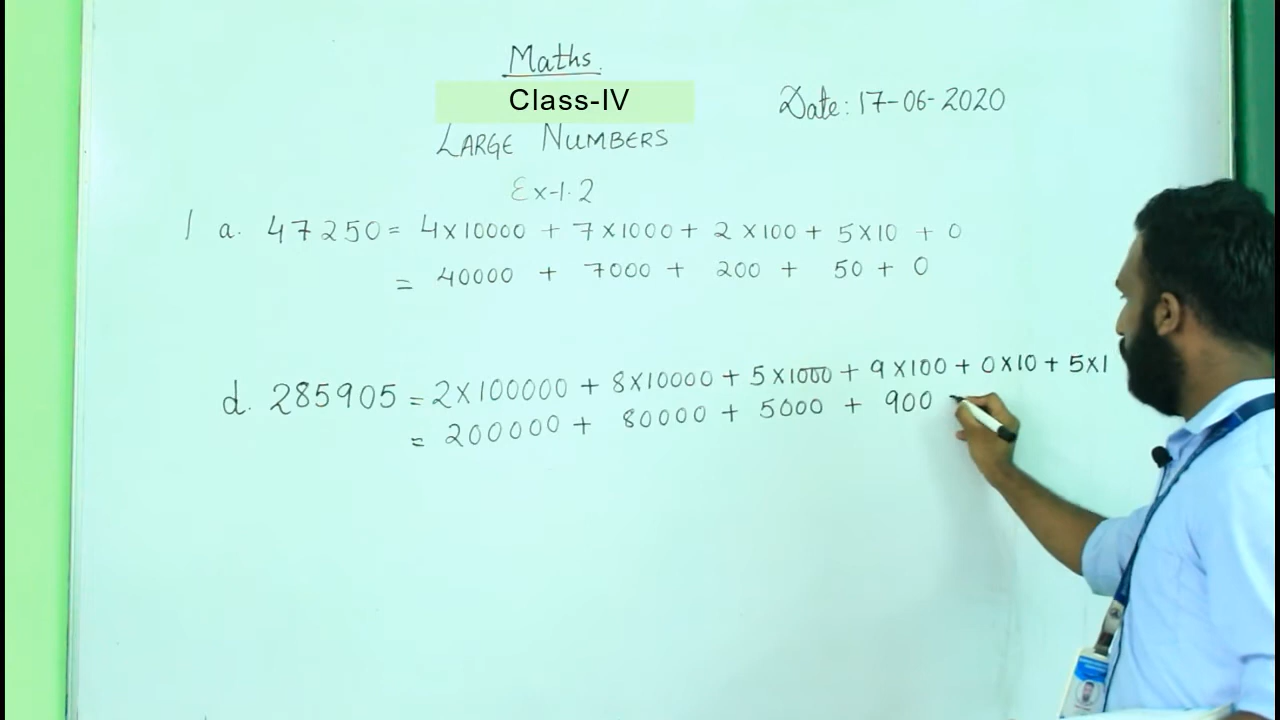 Maths.
Class-IV
Date: 17-06-2020
LARGE NUMBERS
Ex-1.2
1 a. 47250 = 4x10000 + 7x1000 + 2x100 + 5x10 + 0
= 40000 + 7000 + 200 + 50 + 0
d. 285905 = 2x100000 + 8x10000 + 5x1000 + 9x100 + 0x10 + 5x1
= 200000 + 80000 + 5000 + 900